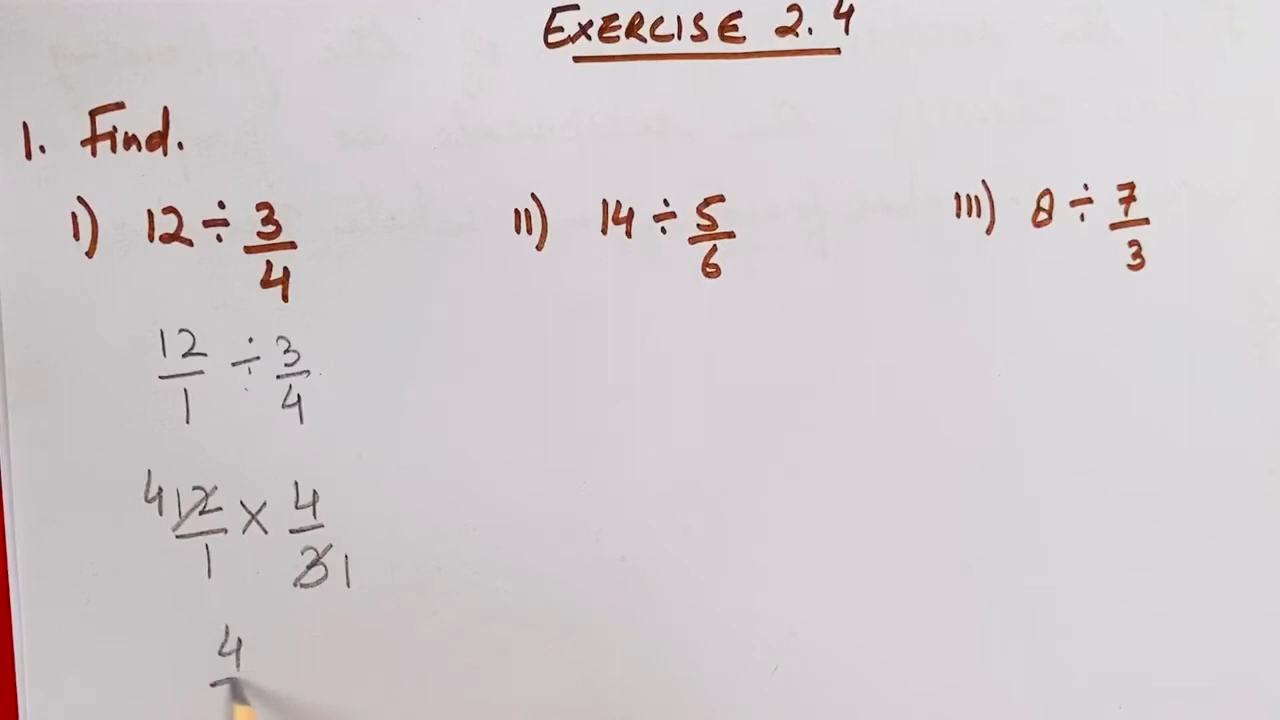 EXERCISE 2.4
1. Find.
i) 12 ÷ 3/4
ii) 14 ÷ 5/6
iii) 8 ÷ 7/3
12/1 ÷ 3/4
4 12/1 × 4/3 1
4